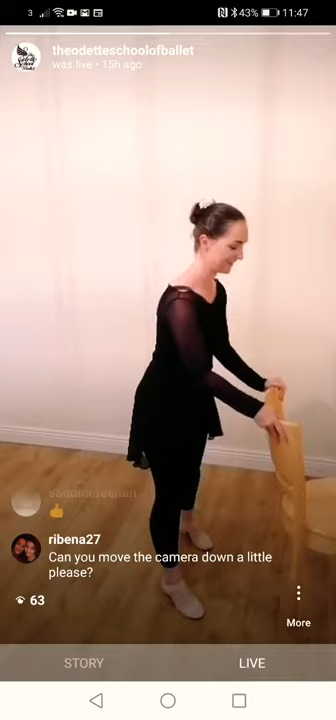 3
43%
11:47
theodetteschoolofballet
was live • 15h ago
ribena27
Can you move the camera down a little
please?
63
More
STORY
LIVE